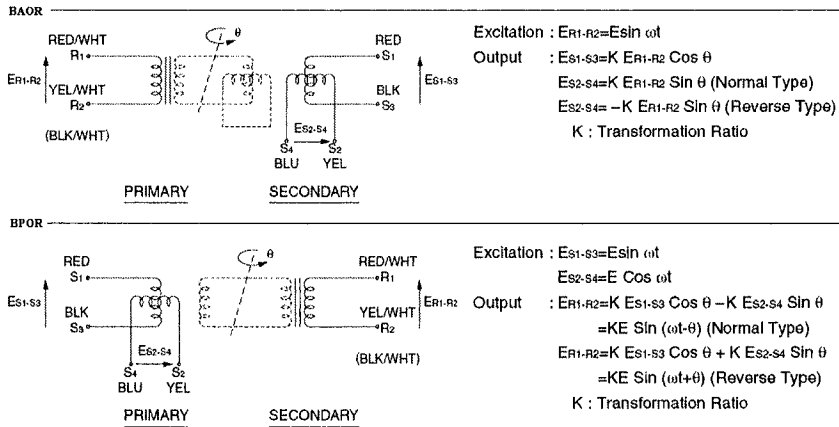 BAOR
RED/WHT
R1
ER1-R2
YEL/WHT
R2
(BLK/WHT)
θ
RED
S1
ES1-S3
BLK
S3
ES2-S4
S4 S2
BLU YEL
PRIMARY SECONDARY
Excitation : ER1-R2=Esin ωt
Output : ES1-S3=K ER1-R2 Cos θ
ES2-S4=K ER1-R2 Sin θ (Normal Type)
ES2-S4= −K ER1-R2 Sin θ (Reverse Type)
K : Transformation Ratio
BPOR
RED
S1
ES1-S3
BLK
S3
ES2-S4
S4 S2
BLU YEL
θ
RED/WHT
R1
YEL/WHT
ER1-R2
R2
(BLK/WHT)
PRIMARY SECONDARY
Excitation : ES1-S3=Esin ωt
ES2-S4=E Cos ωt
Output : ER1-R2=K ES1-S3 Cos θ −K ES2-S4 Sin θ
=KE Sin (ωt-θ) (Normal Type)
ER1-R2=K ES1-S3 Cos θ + K ES2-S4 Sin θ
=KE Sin (ωt+θ) (Reverse Type)
K : Transformation Ratio